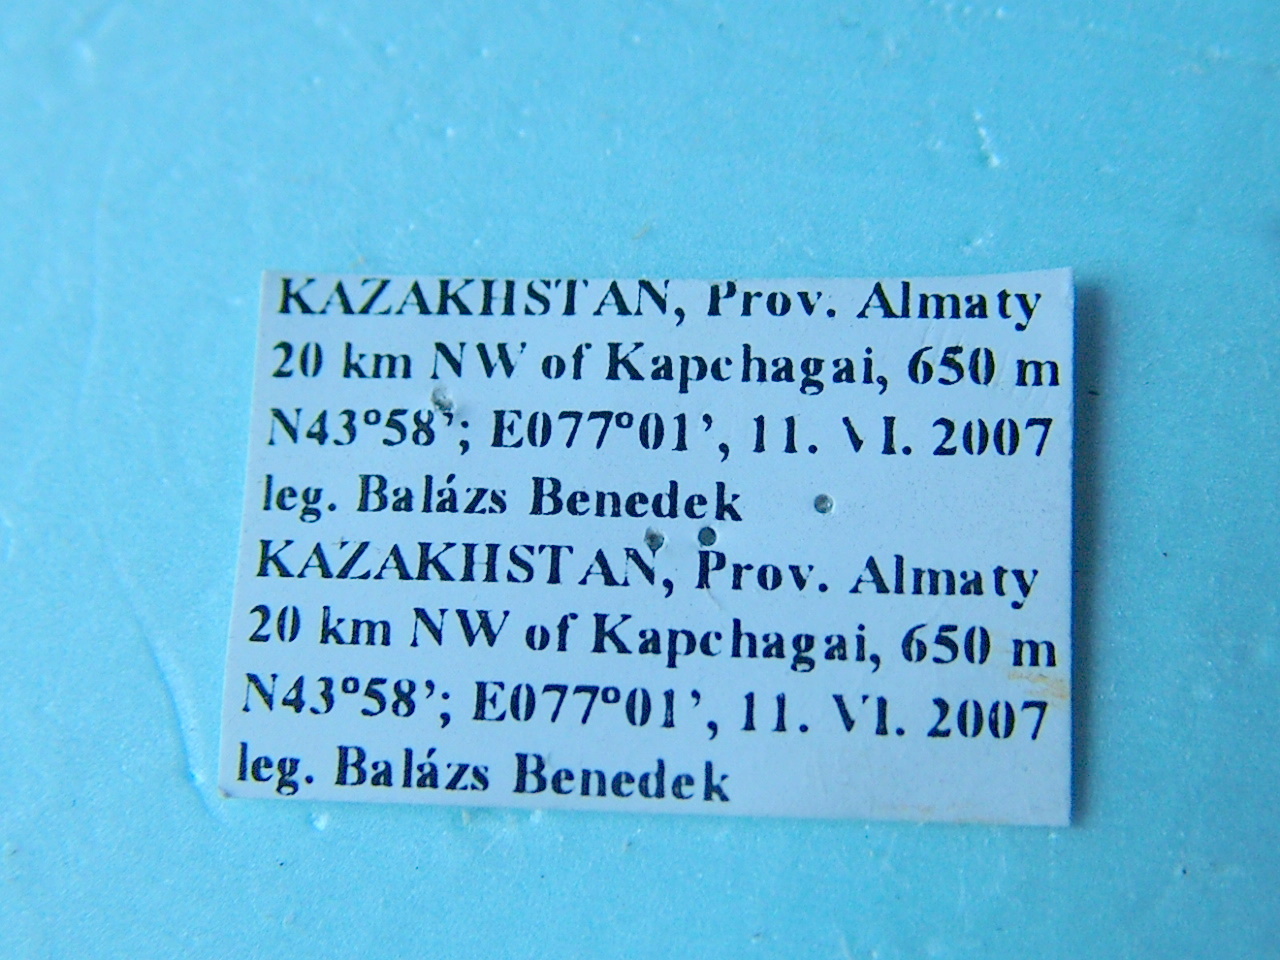 KAZAKHSTAN, Prov. Almaty
20 km NW of Kapchagai, 650 m
N43°58’; E077°01’, 11. VI. 2007
leg. Balázs Benedek
KAZAKHSTAN, Prov. Almaty
20 km NW of Kapchagai, 650 m
N43°58’; E077°01’, 11. VI. 2007
leg. Balázs Benedek